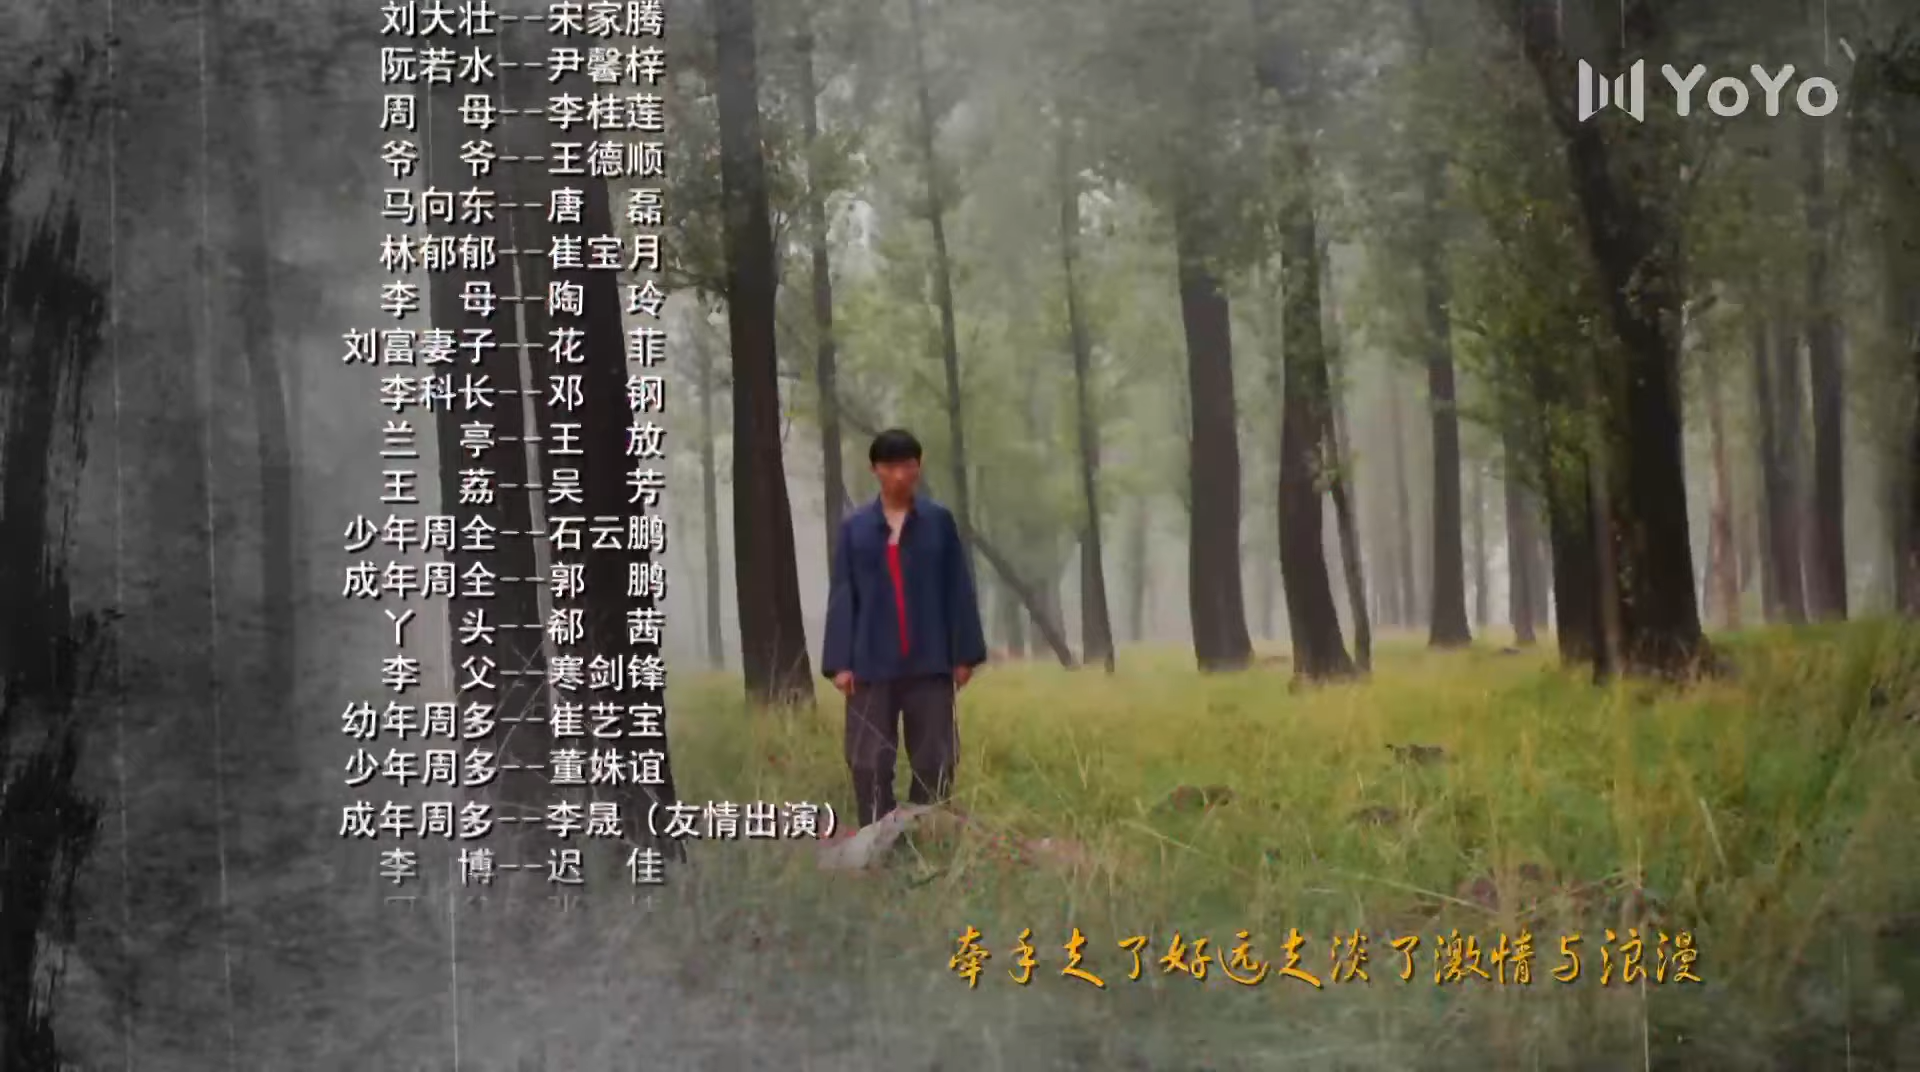 刘大壮--宋家腾
阮若水--尹馨梓
周　母--李桂莲
爷　爷--王德顺
马向东--唐　磊
林郁郁--崔宝月
李　母--陶　玲
刘富妻子--花　菲
李科长--邓　钢
兰　亭--王　放
王　荔--吴　芳
少年周全--石云鹏
成年周全--郭　鹏
丫　头--郗　茜
李　父--寒剑锋
幼年周多--崔艺宝
少年周多--董姝谊
成年周多--李晟（友情出演）
李　博--迟　佳
YoYo
牵手走了好远走淡了激情与浪漫